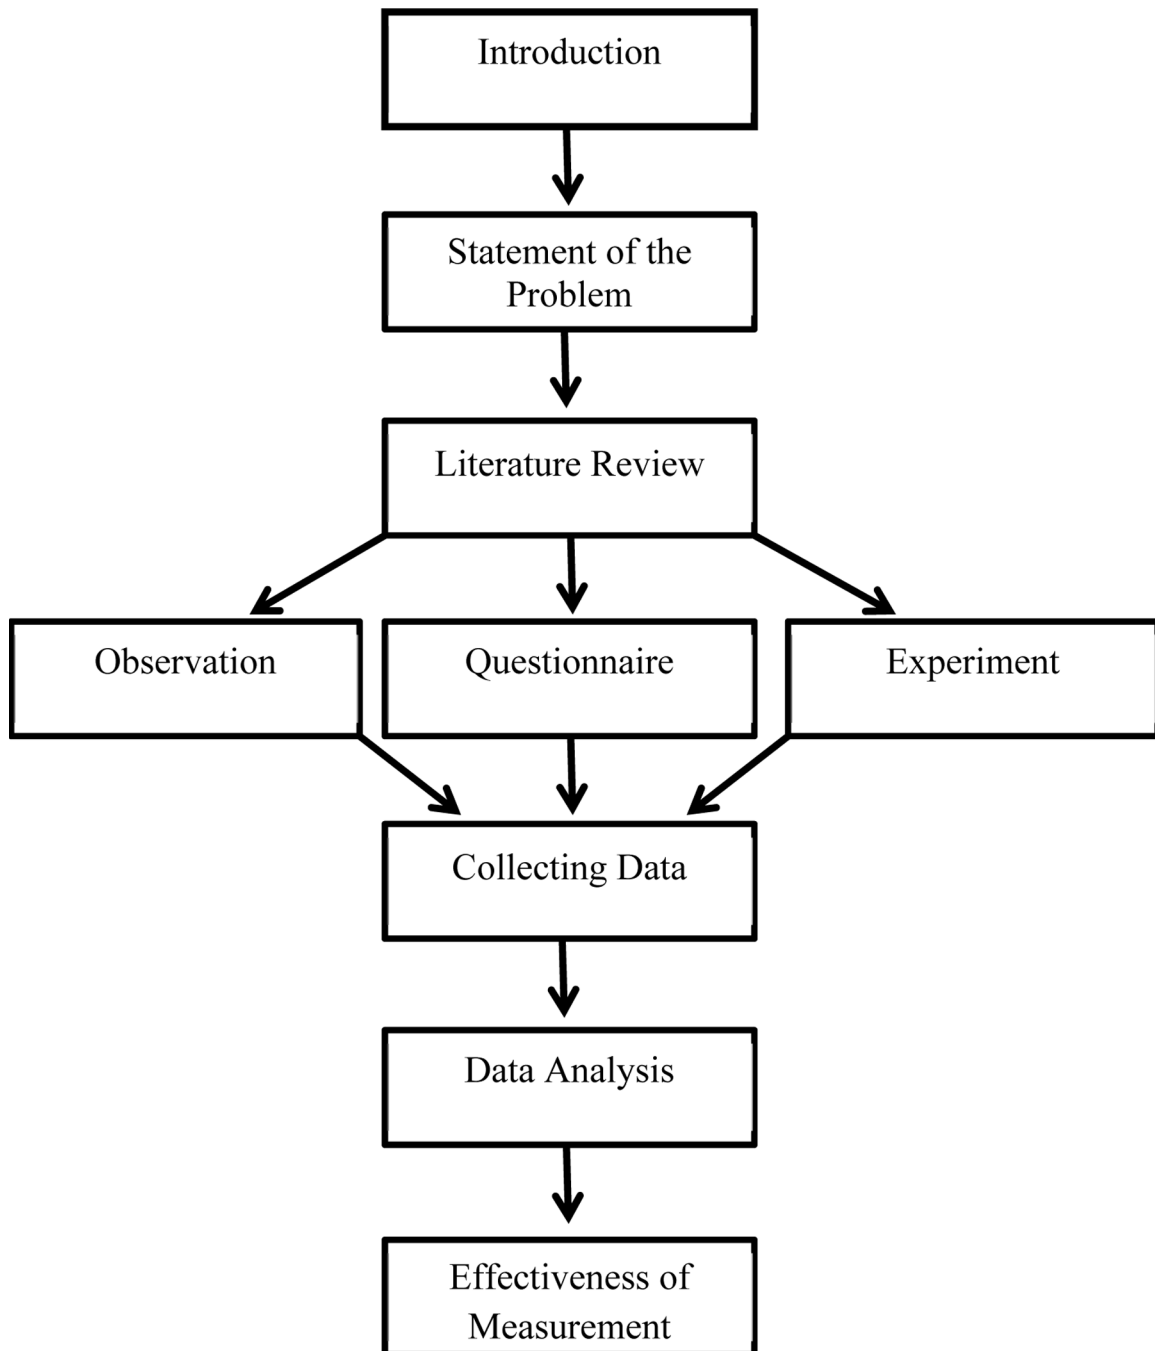 Introduction
Statement of the
Problem
Literature Review
Observation
Questionnaire
Experiment
Collecting Data
Data Analysis
Effectiveness of
Measurement